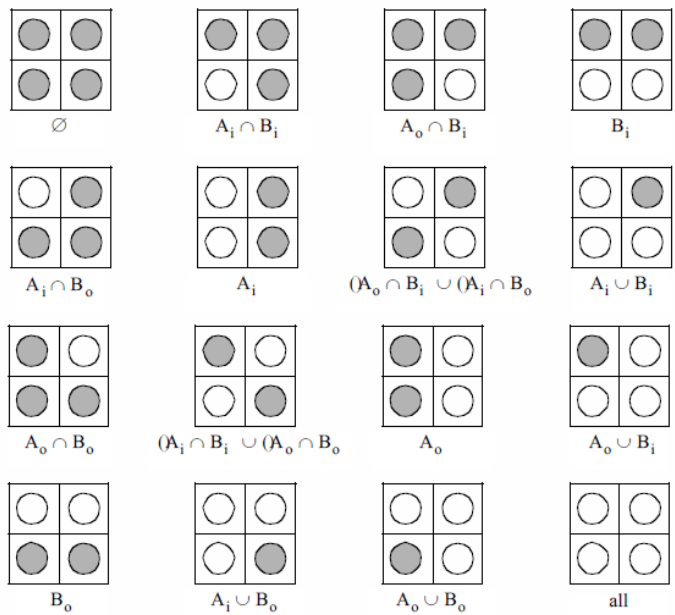 ∅
A_i ∩ B_i
A_o ∩ B_i
B_i
A_i ∩ B_o
A_i
()A_o ∩ B_i ∪ ()A_i ∩ B_o
A_i ∪ B_i
A_o ∩ B_o
()A_i ∩ B_i ∪ ()A_o ∩ B_o
A_o
A_o ∪ B_i
B_o
A_i ∪ B_o
A_o ∪ B_o
all